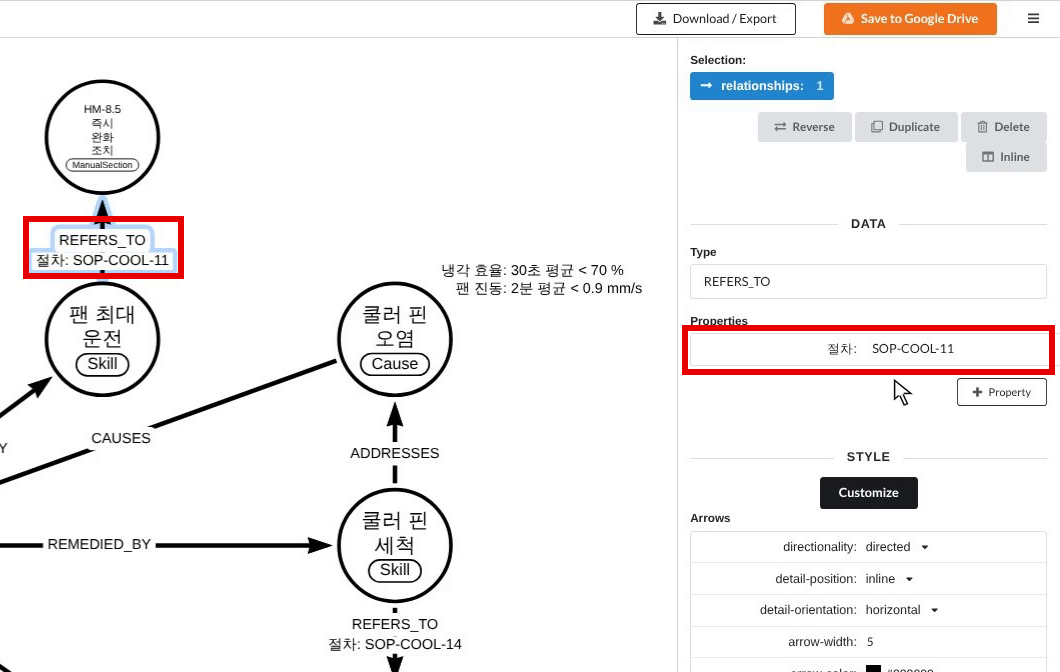 Download / Export
Save to Google Drive
Selection:
relationships: 1
Reverse
Duplicate
Delete
Inline
DATA
Type
REFERS_TO
Properties
절차: SOP-COOL-11
Property
STYLE
Customize
Arrows
directionality: directed
detail-position: inline
detail-orientation: horizontal
arrow-width: 5
HM-8.5
즉시
완화
조치
ManualSection
REFERS_TO
절차: SOP-COOL-11
팬 최대
운전
Skill
냉각 효율: 30초 평균 < 70 %
팬 진동: 2분 평균 < 0.9 mm/s
쿨러 핀
오염
Cause
CAUSES
Y
ADDRESSES
REMEDIED_BY
쿨러 핀
세척
Skill
REFERS_TO
절차: SOP-COOL-14